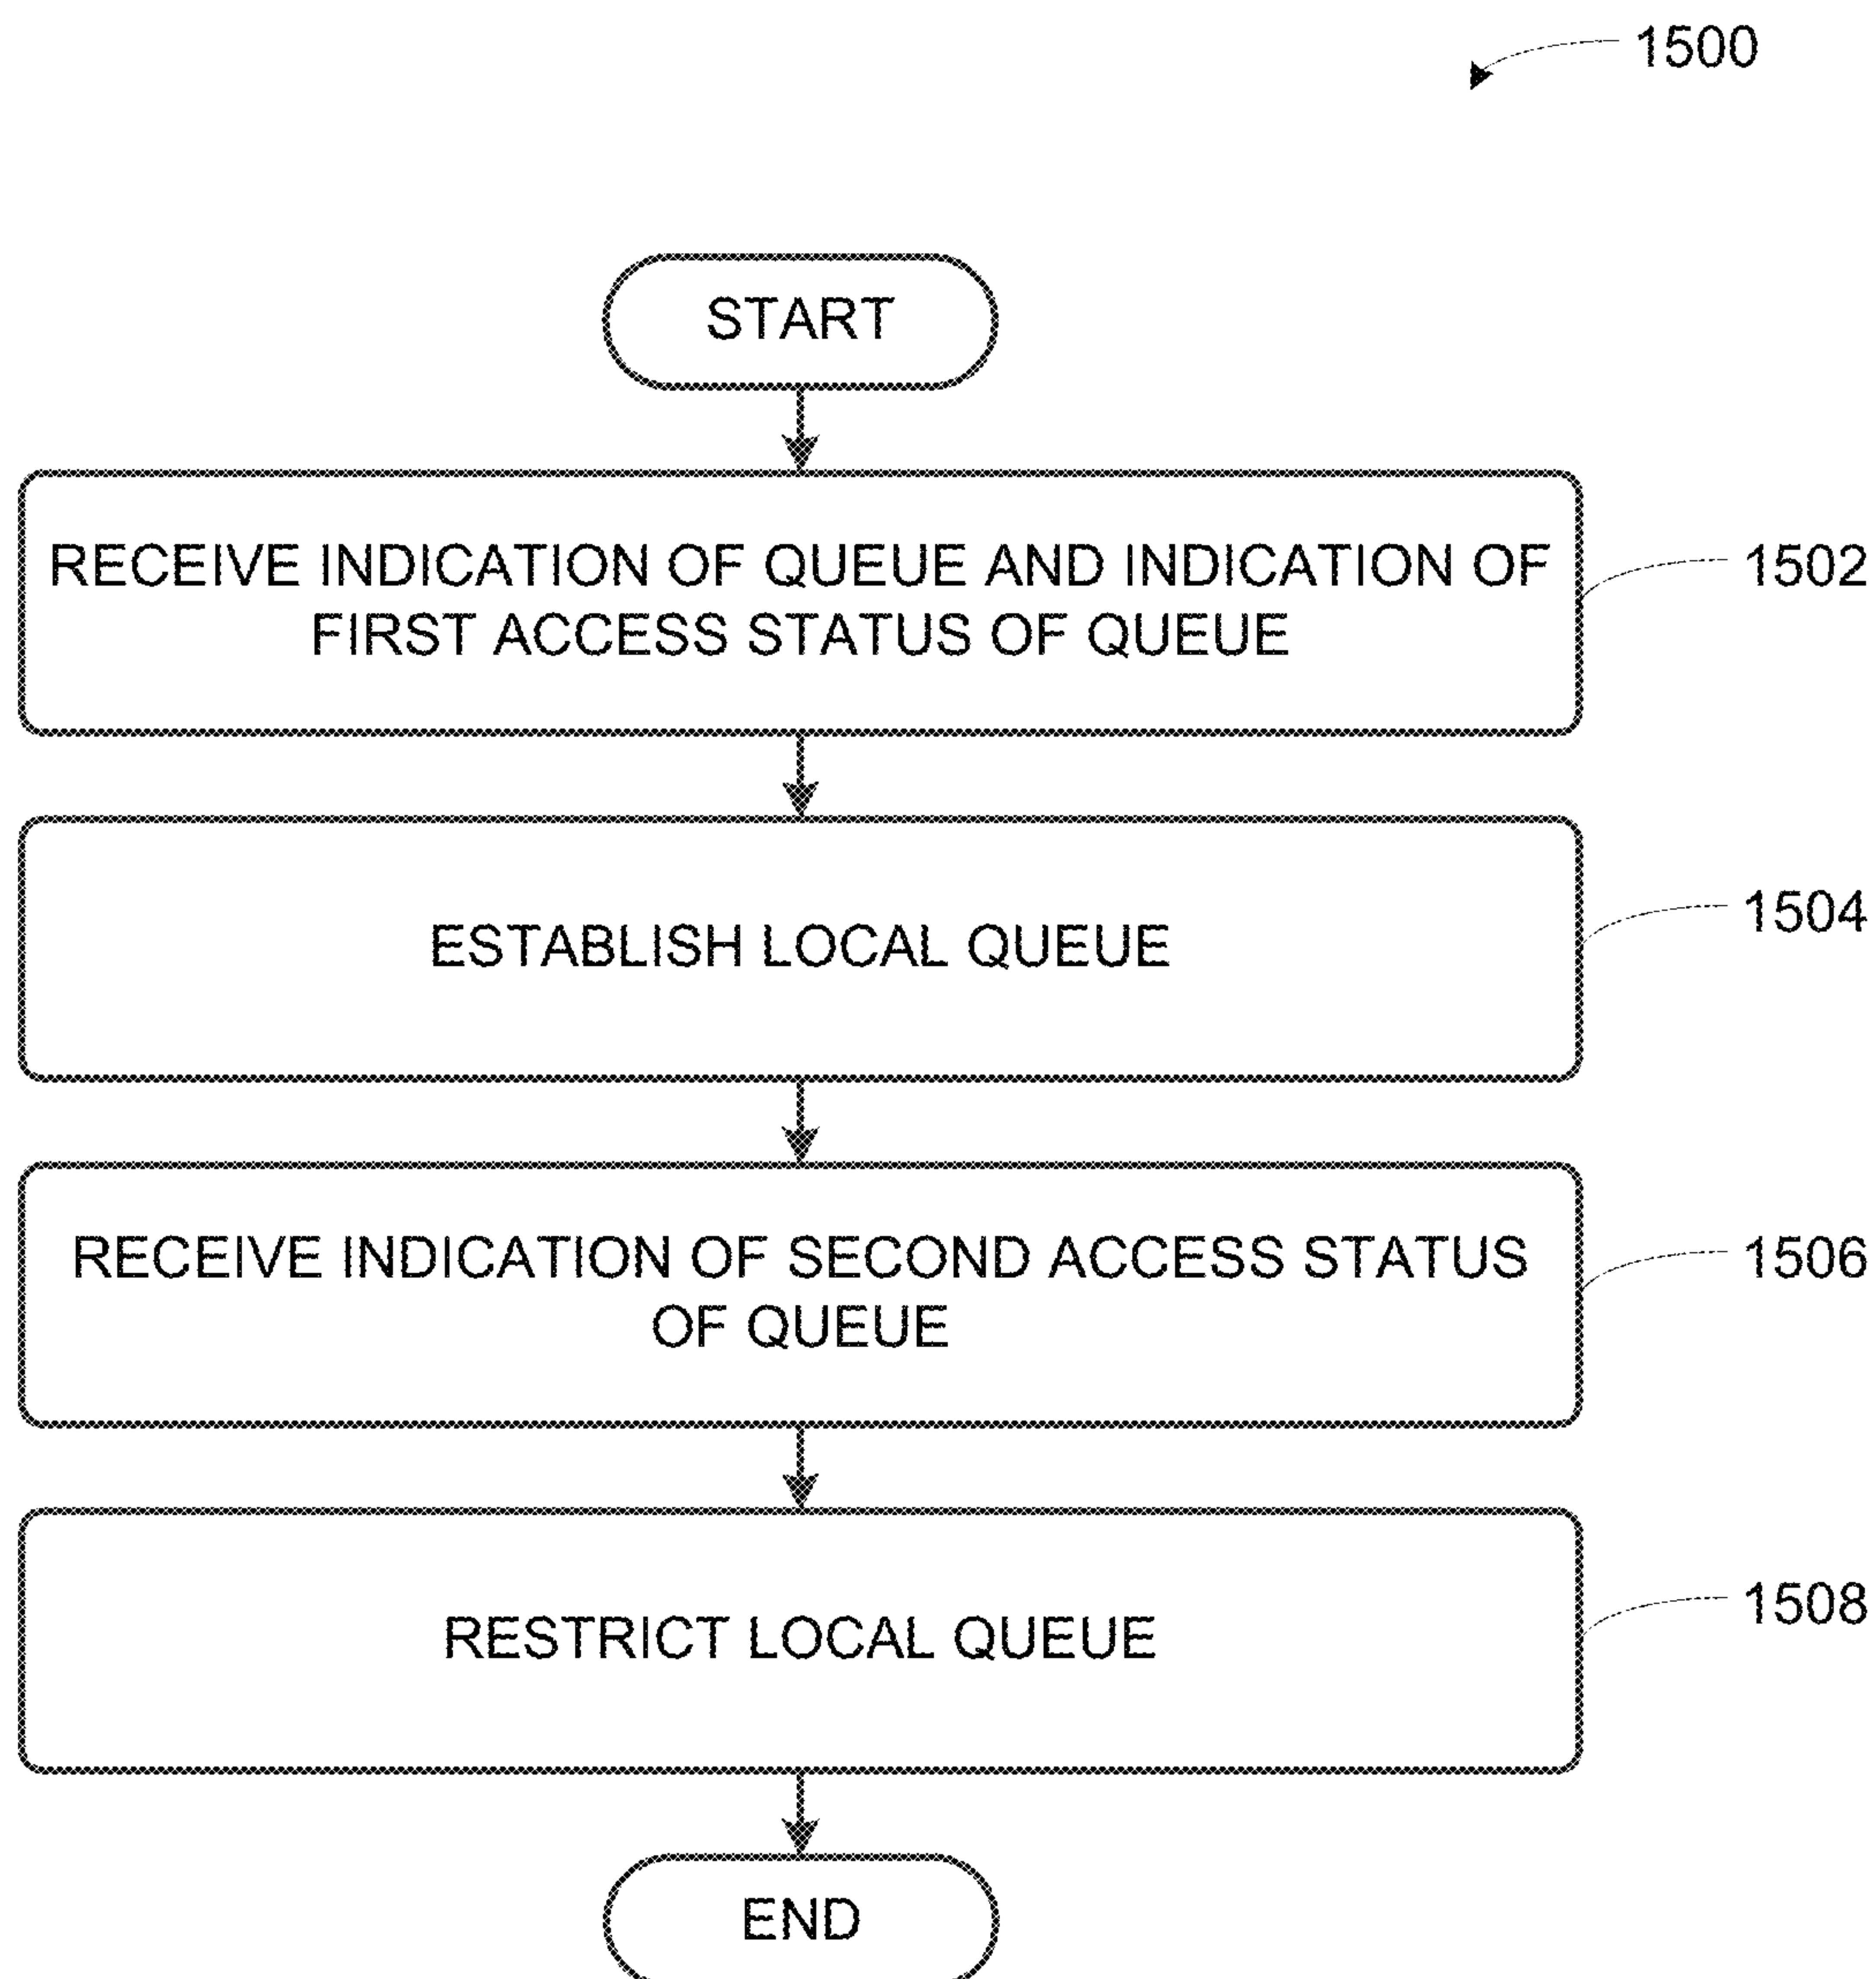 1500
START
RECEIVE INDICATION OF QUEUE AND INDICATION OF
FIRST ACCESS STATUS OF QUEUE
1502
ESTABLISH LOCAL QUEUE
1504
RECEIVE INDICATION OF SECOND ACCESS STATUS
OF QUEUE
1506
RESTRICT LOCAL QUEUE
1508
END